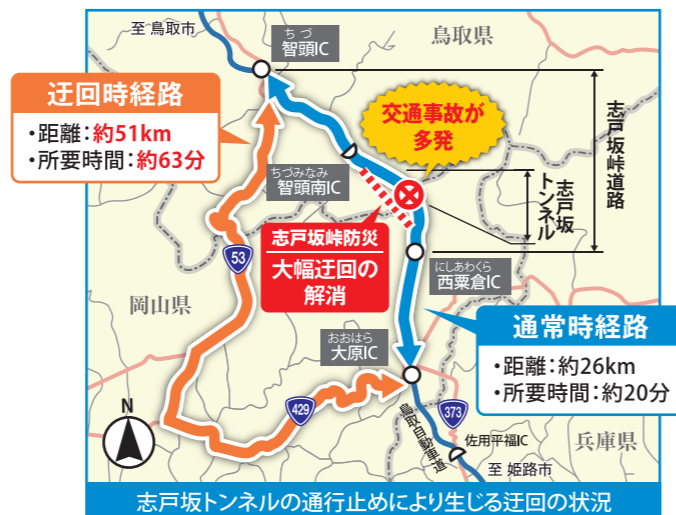 至 鳥取市
ちづ
智頭IC
鳥取県
迂回時経路
・距離：約51km
・所要時間：約63分
交通事故が
多発
志戸坂峠道路
ちづみなみ
智頭南IC
志戸坂
トンネル
志戸坂峠防災
大幅迂回の
解消
53
にしあわくら
西粟倉IC
岡山県
通常時経路
・距離：約26km
・所要時間：約20分
おおはら
大原IC
N
429
373
鳥取自動車道
佐用平福IC
兵庫県
至 姫路市
志戸坂トンネルの通行止めにより生じる迂回の状況